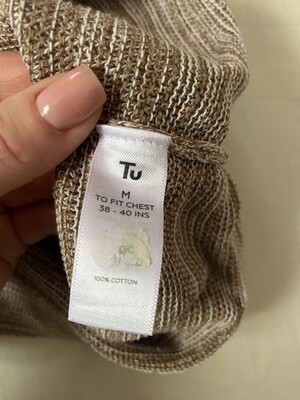 Tu
M
TO FIT CHEST
38 - 40 INS
100% COTTON